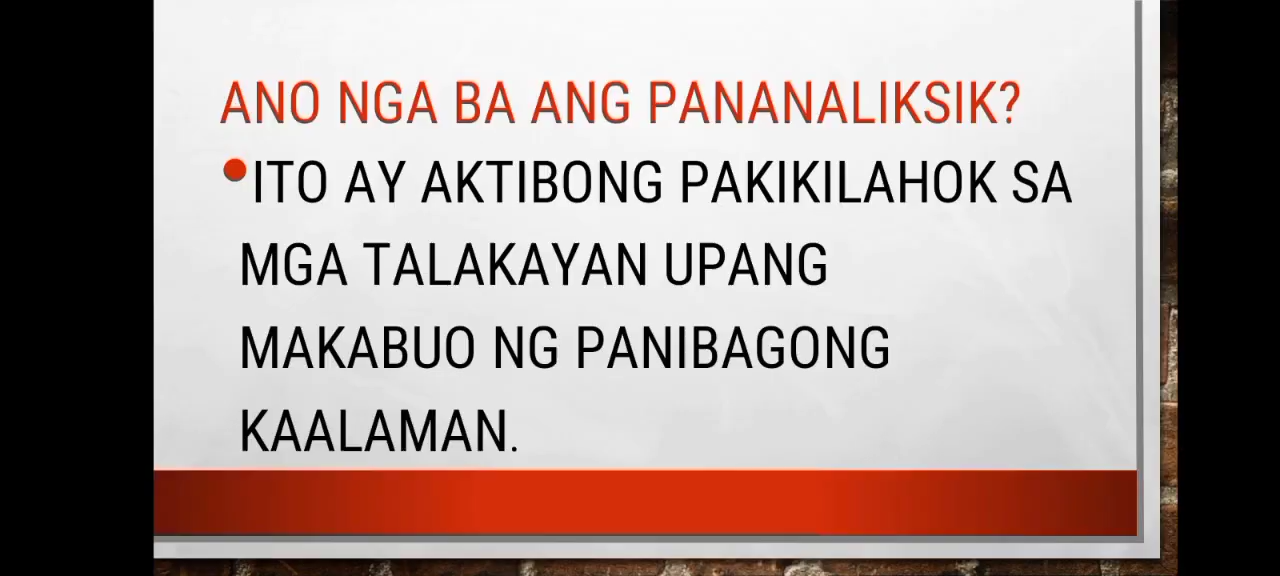 ANO NGA BA ANG PANANALIKSIK?
•ITO AY AKTIBONG PAKIKILAHOK SA
MGA TALAKAYAN UPANG
MAKABUO NG PANIBAGONG
KAALAMAN.